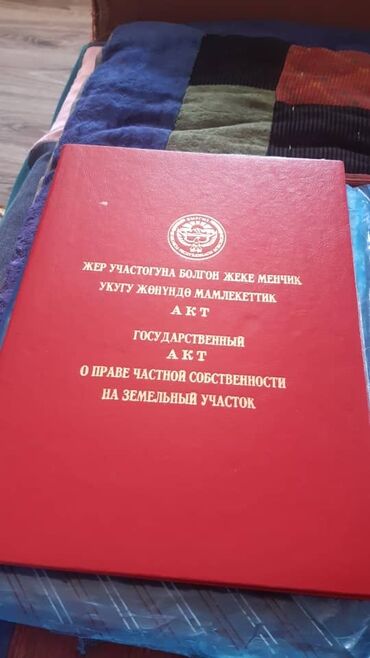 ЖЕР УЧАСТОГУНА БОЛГОН ЖЕКЕ МЕНЧИК
УКУГУ ЖӨНҮНДӨ МАМЛЕКЕТТИК
АКТ
ГОСУДАРСТВЕННЫЙ
АКТ
О ПРАВЕ ЧАСТНОЙ СОБСТВЕННОСТИ
НА ЗЕМЕЛЬНЫЙ УЧАСТОК